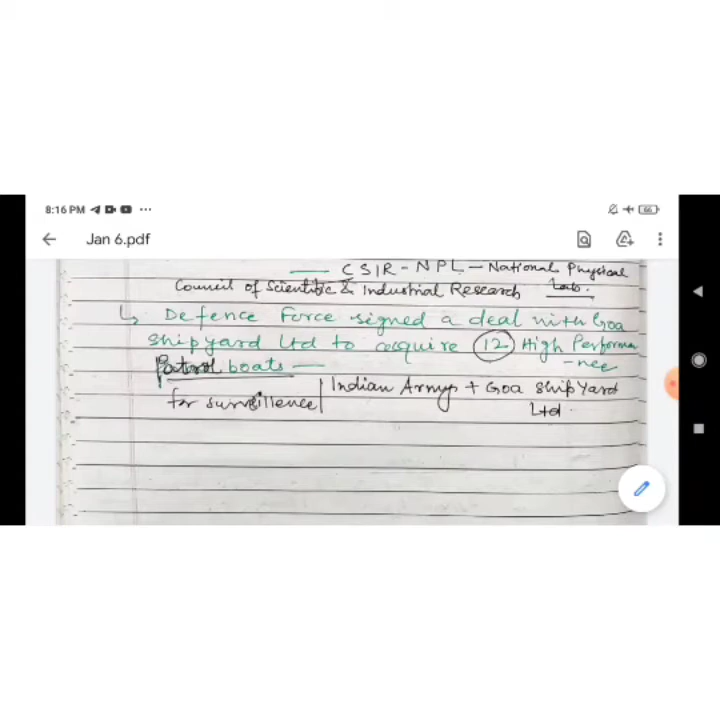 8:16 PM ...
66
Jan 6.pdf
— CSIR - NPL - National Physical
Council of Scientific & Industrial Research Lab.
↳ Defence Force signed a deal with Goa
shipyard Ltd to acquire 12 High Performa
-nce
Patrol boats —
Indian Army + Goa Ship Yard
for survillence Ltd.